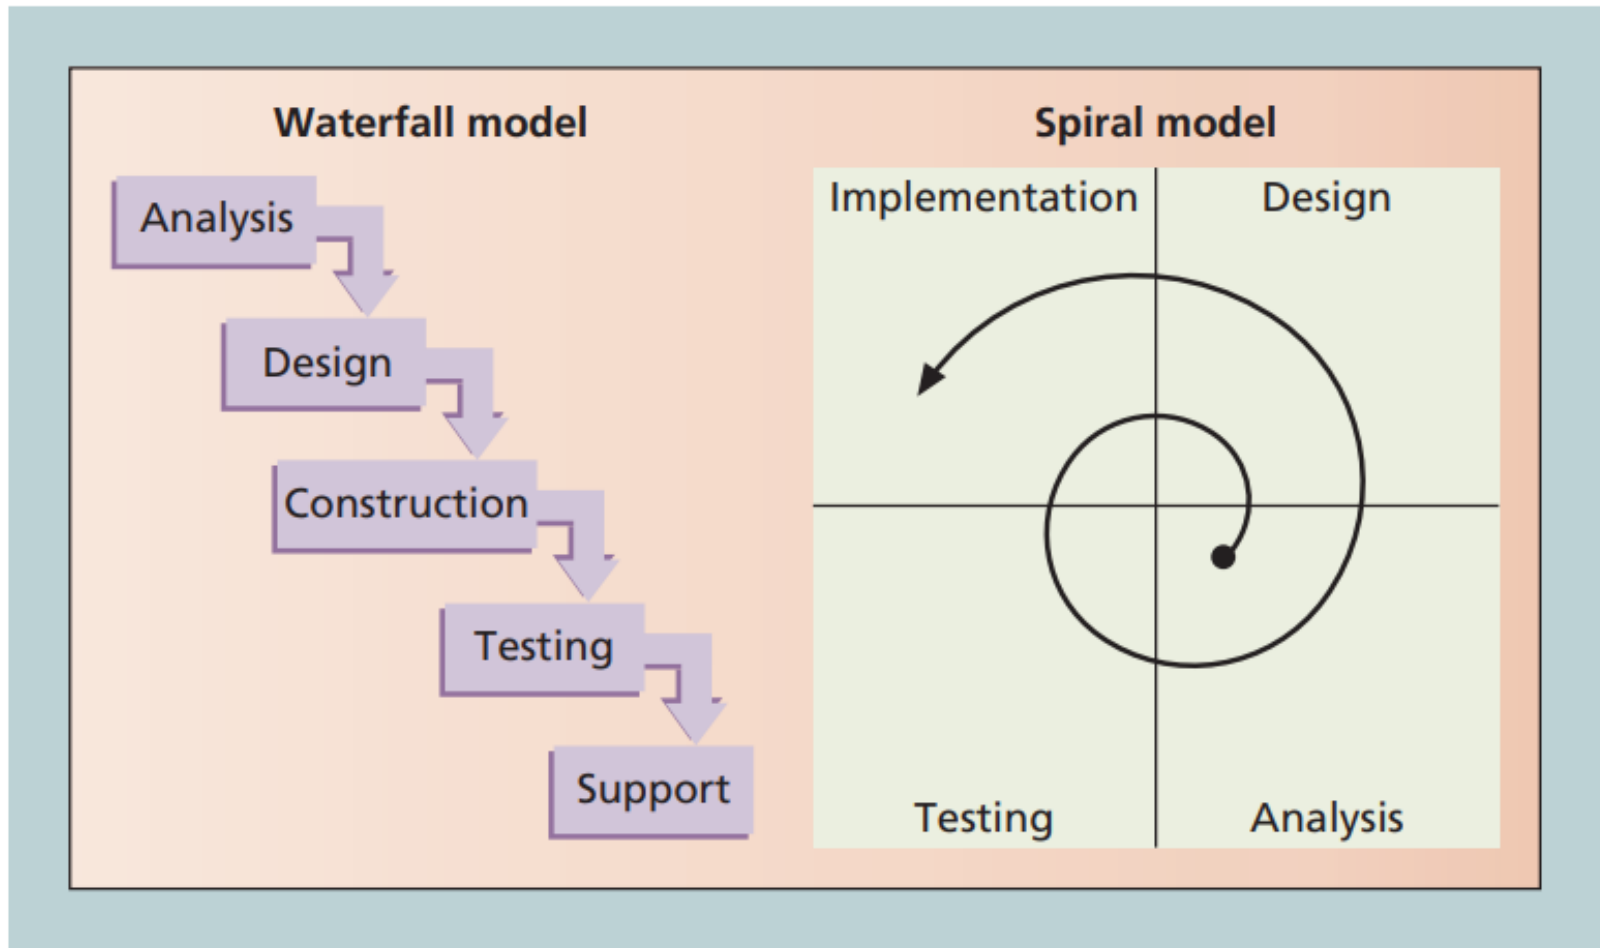 Waterfall model
Analysis
Design
Construction
Testing
Support
Spiral model
Implementation
Design
Testing
Analysis